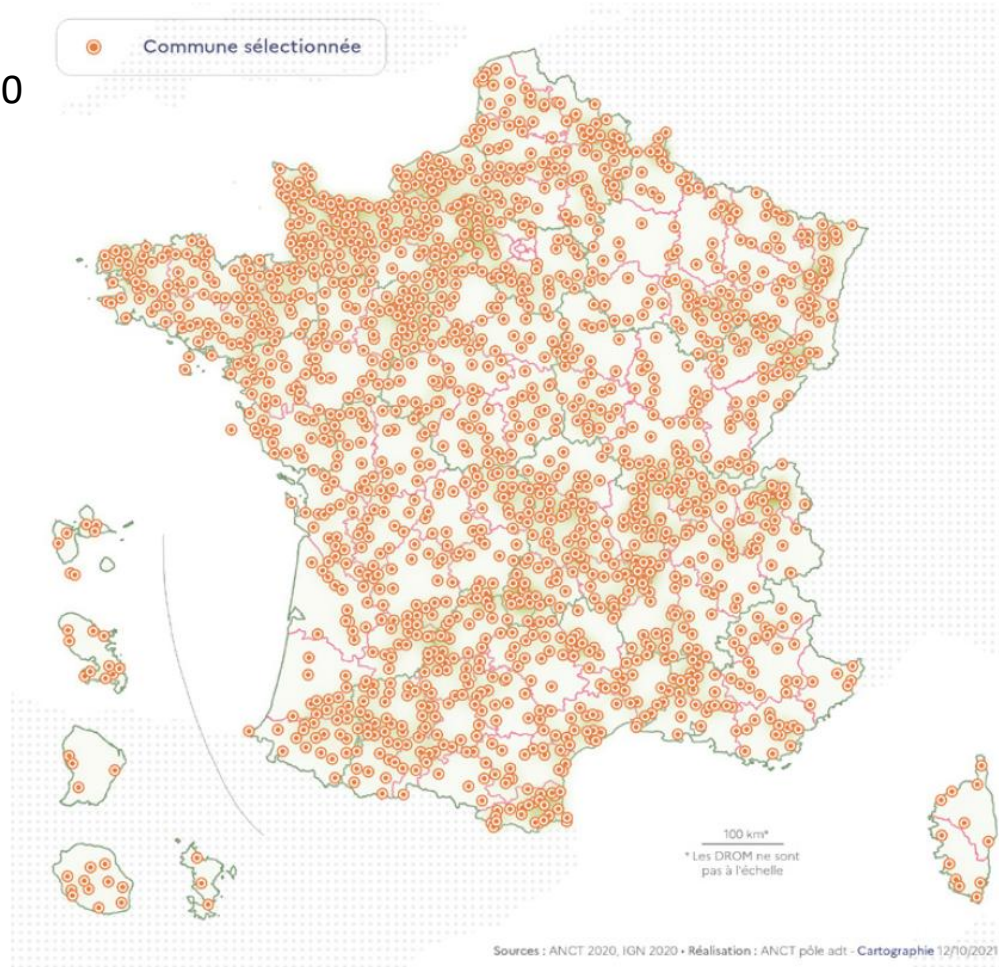 Commune sélectionnée
0
100 km*
* Les DROM ne sont
pas à l'échelle
Sources : ANCT 2020, IGN 2020 • Réalisation : ANCT pôle adt - Cartographie 12/10/2021